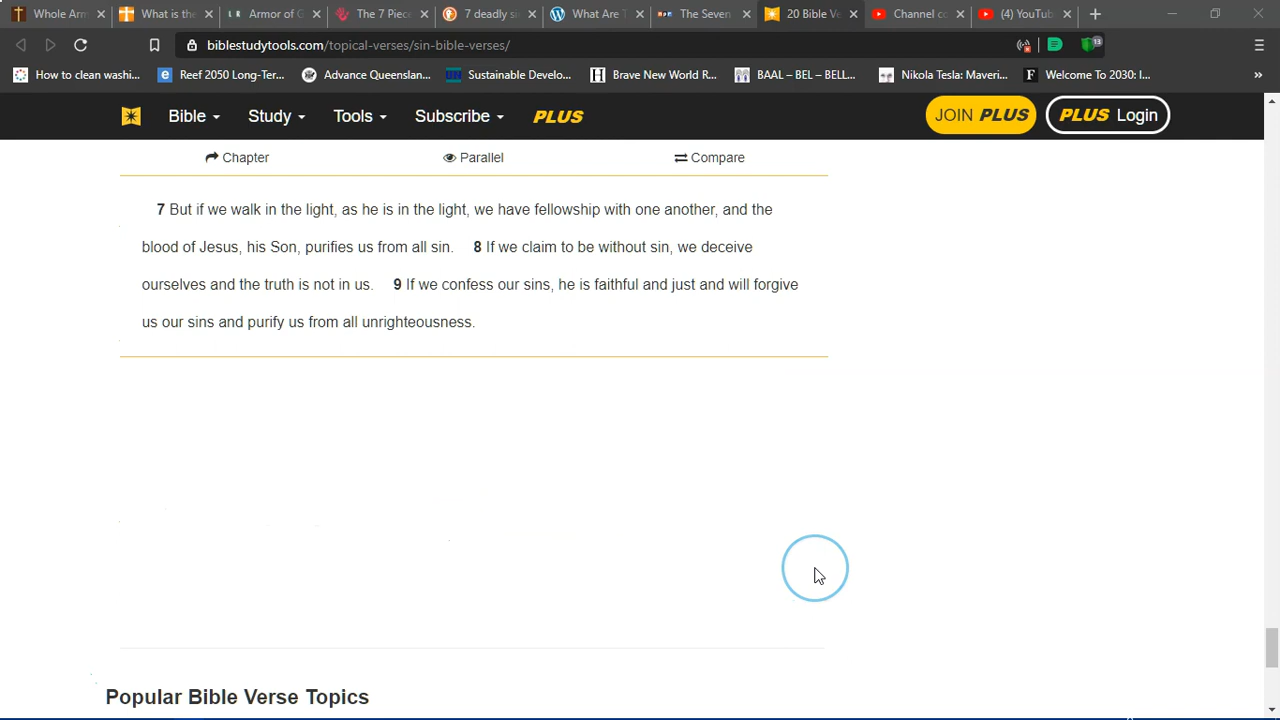 Whole Arm
What is the
Armor of G
The 7 Piece
7 deadly si
What Are T
The Seven
20 Bible Ve
Channel co
(4) YouTub
biblestudytools.com/topical-verses/sin-bible-verses/
13
How to clean washi...
Reef 2050 Long-Ter...
Advance Queenslan...
Sustainable Develo...
Brave New World R...
BAAL – BEL – BELL...
Nikola Tesla: Maveri...
Welcome To 2030: I...
Bible
Study
Tools
Subscribe
PLUS
JOIN PLUS
PLUS Login
Chapter
Parallel
Compare
7 But if we walk in the light, as he is in the light, we have fellowship with one another, and the
blood of Jesus, his Son, purifies us from all sin. 8 If we claim to be without sin, we deceive
ourselves and the truth is not in us. 9 If we confess our sins, he is faithful and just and will forgive
us our sins and purify us from all unrighteousness.
Popular Bible Verse Topics